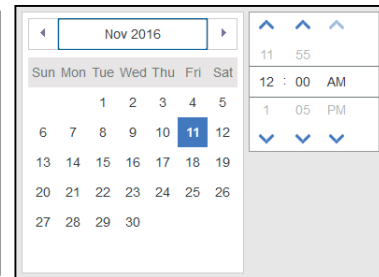 Nov 2016
Sun Mon Tue Wed Thu Fri Sat
1 2 3 4 5
6 7 8 9 10 11 12
13 14 15 16 17 18 19
20 21 22 23 24 25 26
27 28 29 30
11 55
12 : 00 AM
1 05 PM